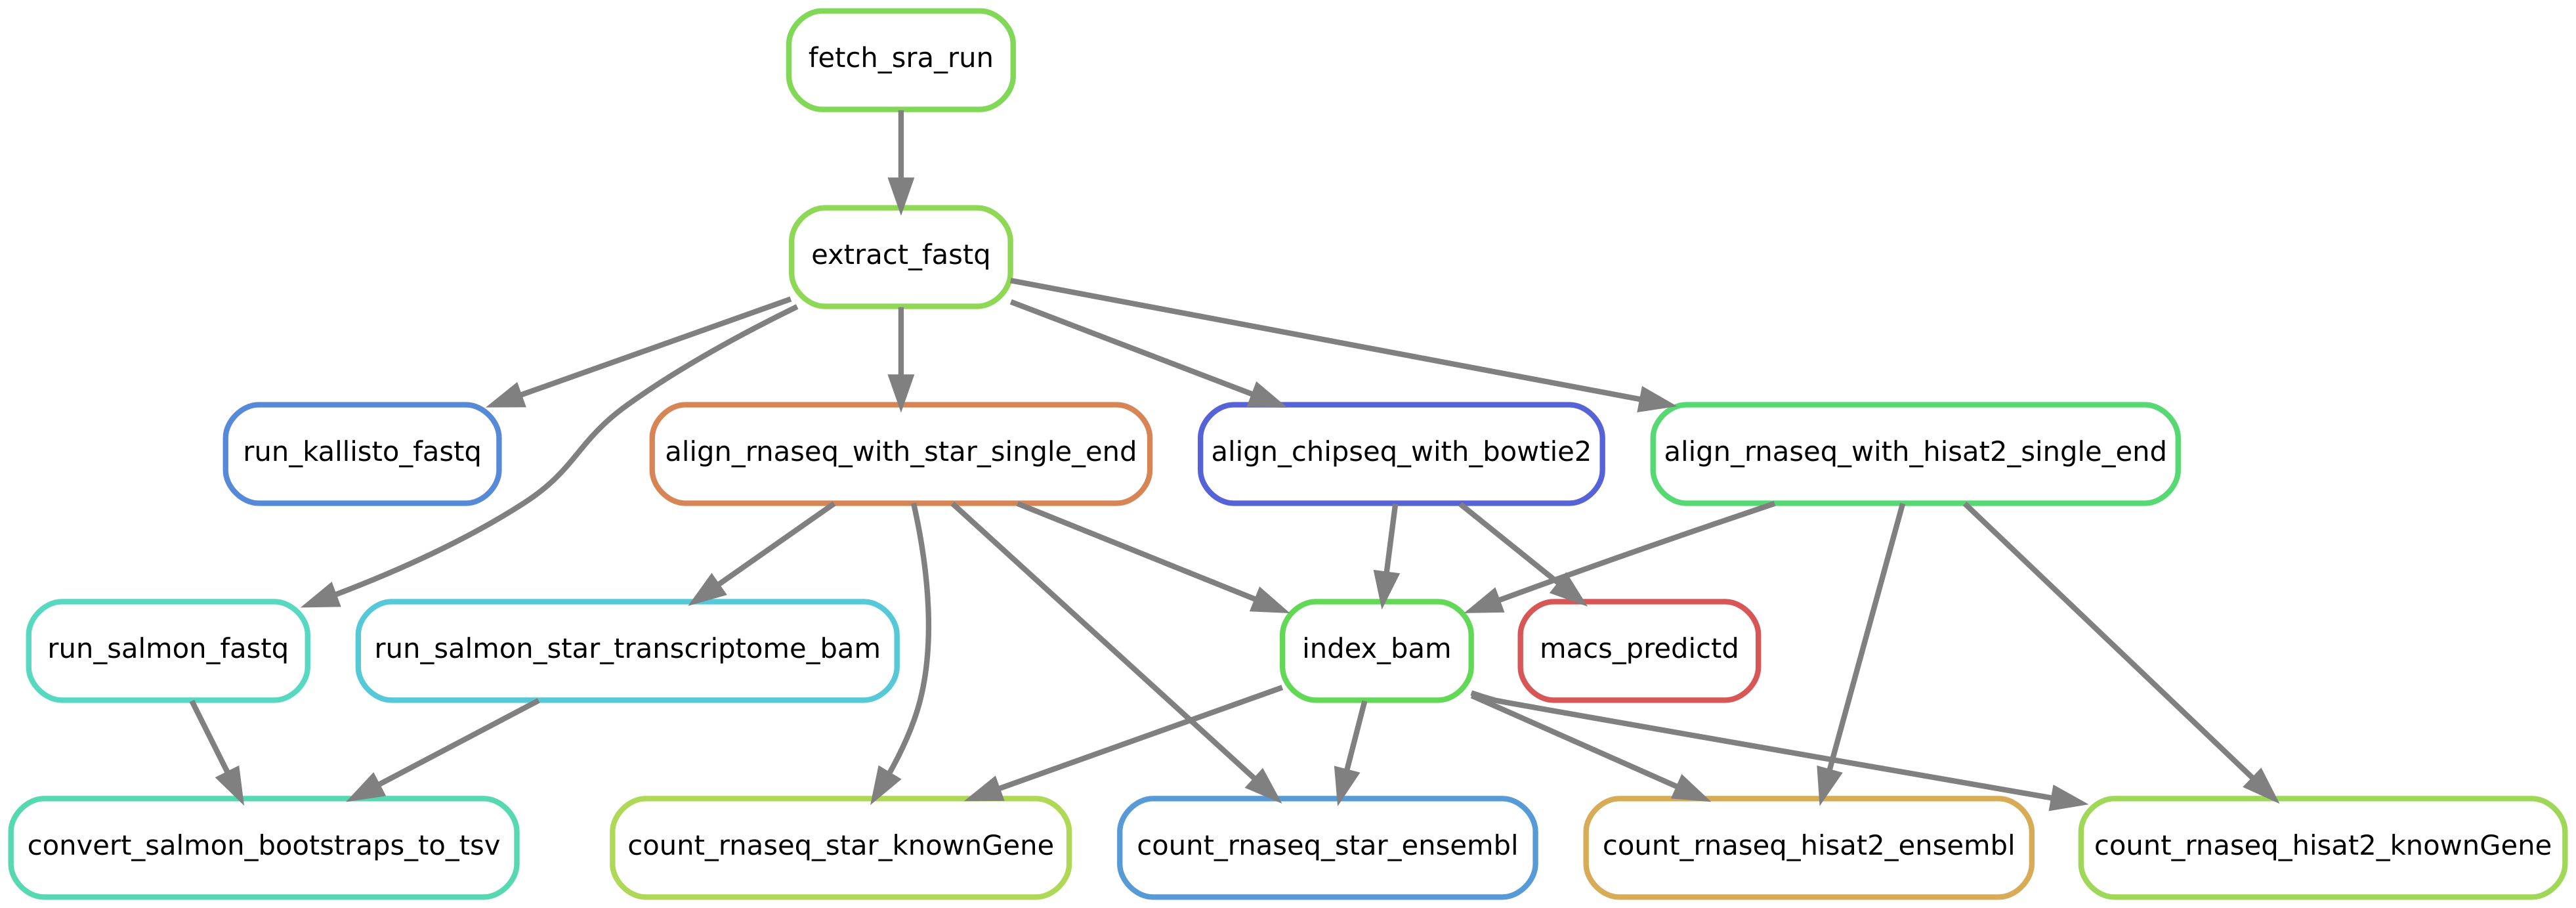 fetch_sra_run
extract_fastq
run_kallisto_fastq
align_rnaseq_with_star_single_end
align_chipseq_with_bowtie2
align_rnaseq_with_hisat2_single_end
run_salmon_fastq
run_salmon_star_transcriptome_bam
index_bam
macs_predictd
convert_salmon_bootstraps_to_tsv
count_rnaseq_star_knownGene
count_rnaseq_star_ensembl
count_rnaseq_hisat2_ensembl
count_rnaseq_hisat2_knownGene